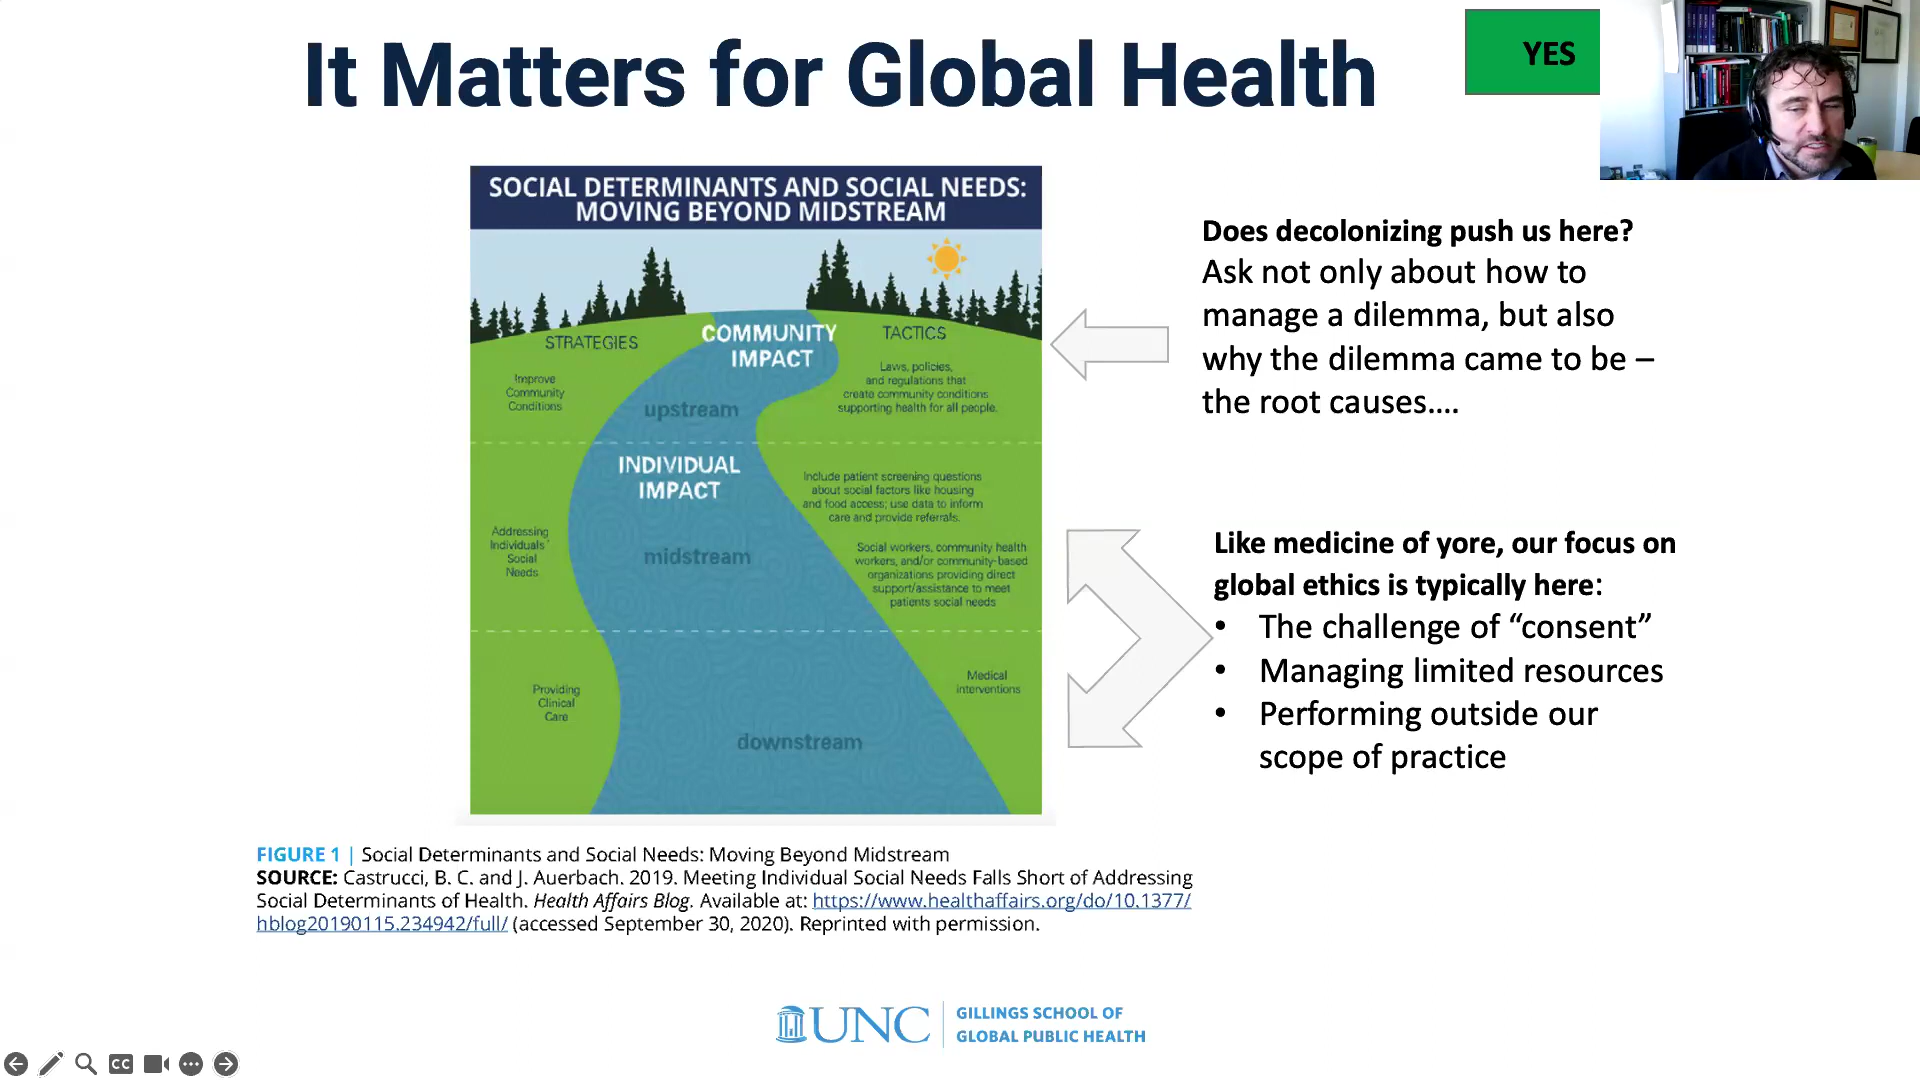 It Matters for Global Health
YES
SOCIAL DETERMINANTS AND SOCIAL NEEDS:
MOVING BEYOND MIDSTREAM
STRATEGIES
COMMUNITY
IMPACT
TACTICS
Improve
Community
Conditions
upstream
Laws, policies,
and regulations that
create community conditions
supporting health for all people.
INDIVIDUAL
IMPACT
Include patient screening questions
about social factors like housing
and food access; use data to inform
care and provide referrals.
Addressing
Individuals'
Social
Needs
midstream
Social workers, community health
workers, and/or community-based
organizations providing direct
support/assistance to meet
patients social needs
Providing
Clinical
Care
Medical
interventions
downstream
Does decolonizing push us here?
Ask not only about how to
manage a dilemma, but also
why the dilemma came to be –
the root causes....
Like medicine of yore, our focus on
global ethics is typically here:
• The challenge of “consent”
• Managing limited resources
• Performing outside our
scope of practice
FIGURE 1 | Social Determinants and Social Needs: Moving Beyond Midstream
SOURCE: Castrucci, B. C. and J. Auerbach. 2019. Meeting Individual Social Needs Falls Short of Addressing
Social Determinants of Health. Health Affairs Blog. Available at: https://www.healthaffairs.org/do/10.1377/
hblog20190115.234942/full/ (accessed September 30, 2020). Reprinted with permission.
UNC
GILLINGS SCHOOL OF
GLOBAL PUBLIC HEALTH
CC